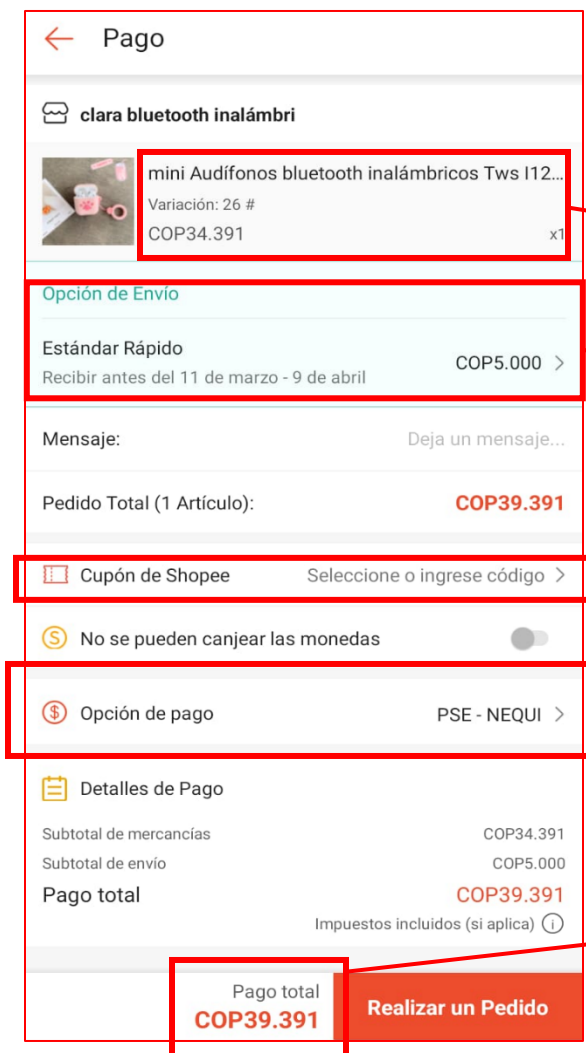 Pago
clara bluetooth inalámbri
mini Audífonos bluetooth inalámbricos Tws I12...
Variación: 26 #
COP34.391 x1
Opción de Envío
Estándar Rápido
COP5.000
Recibir antes del 11 de marzo - 9 de abril
Mensaje: Deja un mensaje...
Pedido Total (1 Artículo): COP39.391
Cupón de Shopee Seleccione o ingrese código
No se pueden canjear las monedas
Opción de pago PSE - NEQUI
Detalles de Pago
Subtotal de mercancías COP34.391
Subtotal de envío COP5.000
Pago total COP39.391
Impuestos incluidos (si aplica)
Pago total
COP39.391
Realizar un Pedido